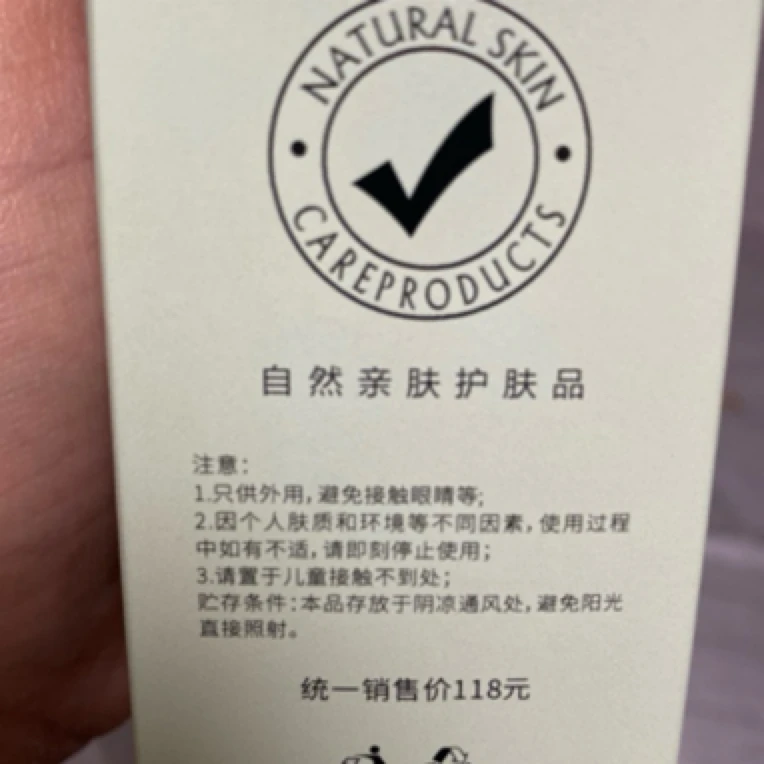 NATURAL SKIN
CAREPRODUCTS
自然亲肤护肤品
注意:
1.只供外用,避免接触眼睛等;
2.因个人肤质和环境等不同因素,使用过程
中如有不适,请即刻停止使用;
3.请置于儿童接触不到处;
贮存条件:本品存放于阴凉通风处,避免阳光
直接照射。
统一销售价118元